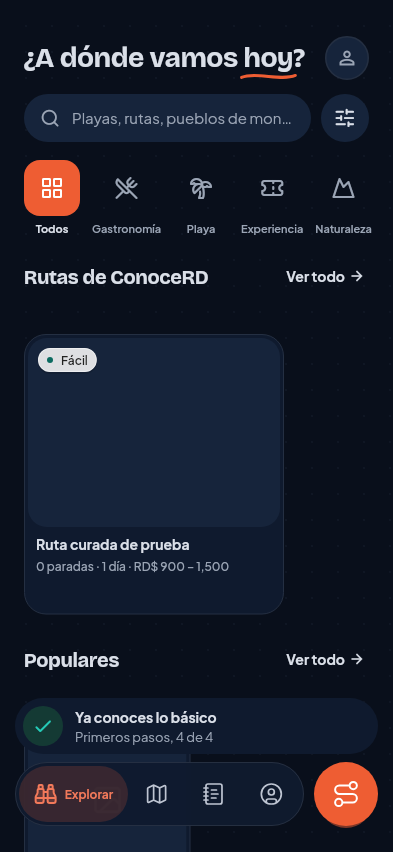 ¿A dónde vamos hoy?
Playas, rutas, pueblos de mon...
Todos
Gastronomía
Playa
Experiencia
Naturaleza
Rutas de ConoceRD
Ver todo →
Fácil
Ruta curada de prueba
0 paradas · 1 día · RD$ 900 – 1,500
Populares
Ver todo →
Ya conoces lo básico
Primeros pasos, 4 de 4
Explorar